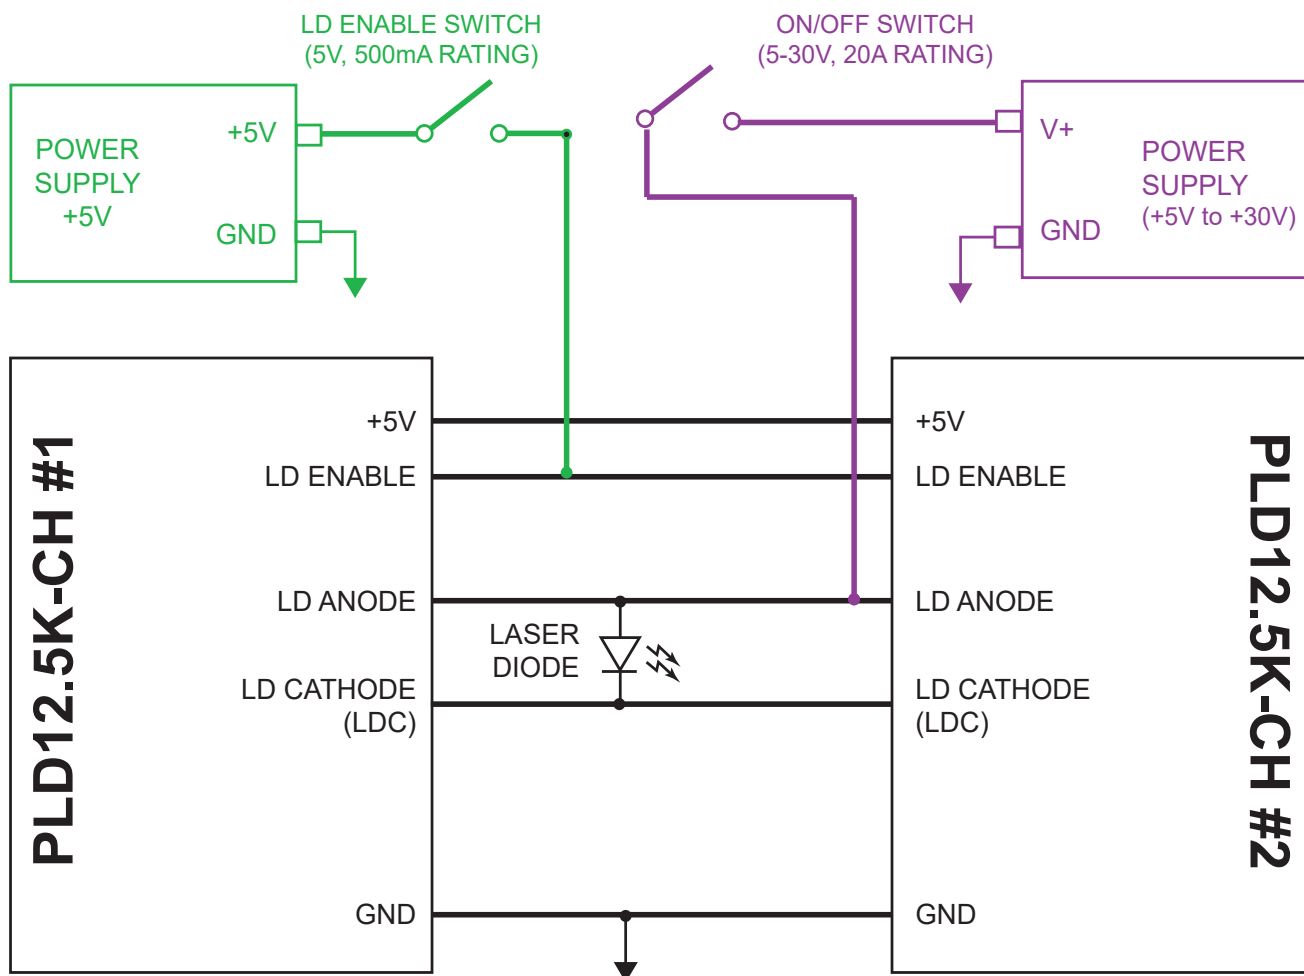 LD ENABLE SWITCH
(5V, 500mA RATING)
ON/OFF SWITCH
(5-30V, 20A RATING)
POWER
SUPPLY
+5V
+5V
GND
V+
GND
POWER
SUPPLY
(+5V to +30V)
PLD12.5K-CH #1
+5V
LD ENABLE
LD ANODE
LD CATHODE
(LDC)
GND
LASER
DIODE
+5V
LD ENABLE
LD ANODE
LD CATHODE
(LDC)
GND
PLD12.5K-CH #2